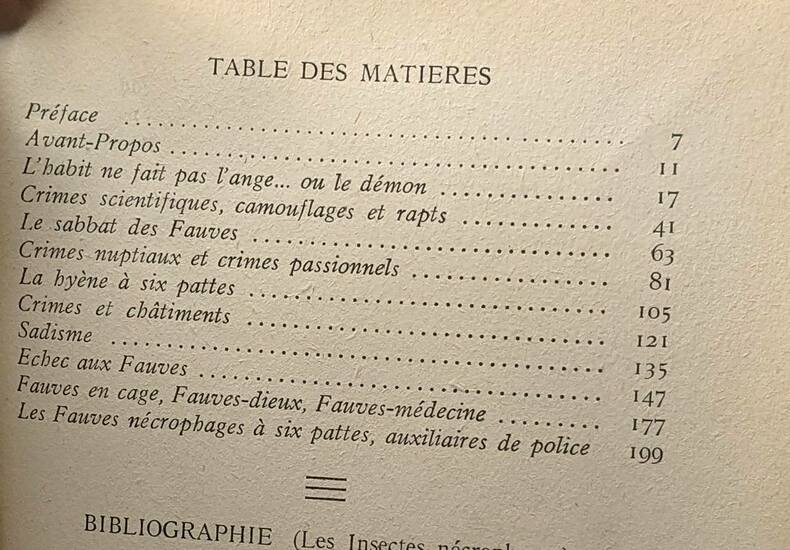 TABLE DES MATIERES
Préface ........ 7
Avant-Propos ........ 11
L'habit ne fait pas l'ange... ou le démon ........ 17
Crimes scientifiques, camouflages et rapts ........ 41
Le sabbat des Fauves ........ 63
Crimes nuptiaux et crimes passionnels ........ 81
La hyène à six pattes ........ 105
Crimes et châtiments ........ 121
Sadisme ........ 135
Echec aux Fauves ........ 147
Fauves en cage, Fauves-dieux, Fauves-médecine ........ 177
Les Fauves nécrophages à six pattes, auxiliaires de police 199
BIBLIOGRAPHIE (Les Insectes